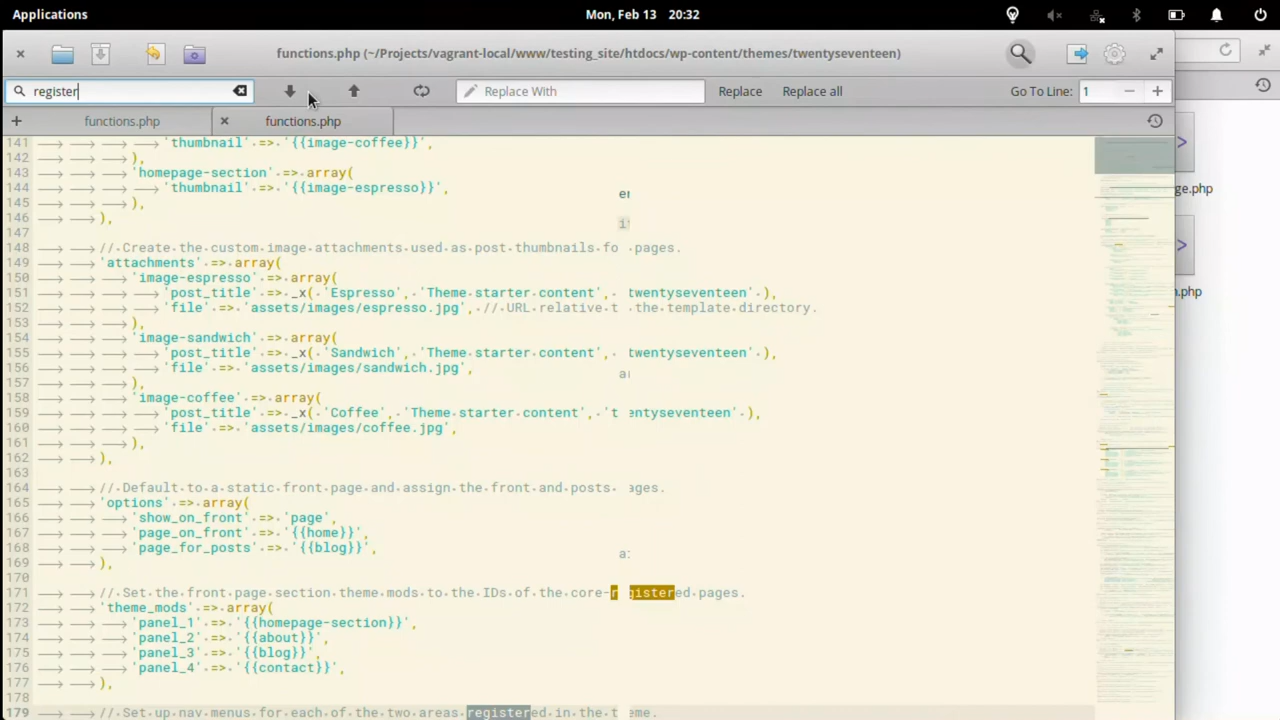 Applications
Mon, Feb 13 20:32
functions.php (~/Projects/vagrant-local/www/testing_site/htdocs/wp-content/themes/twentyseventeen)
register
Replace With
Replace
Replace all
Go To Line:
1
functions.php
functions.php
141 'thumbnail' => '{{image-coffee}}',
142 ),
143 'homepage-section' => array(
144 'thumbnail' => '{{image-espresso}}',
145 ),
146 ),
147
148 // Create the custom image attachments used as post thumbnails fo pages.
149 'attachments' => array(
150 'image-espresso' => array(
151 'post_title' => _x( 'Espresso', 'Theme starter content', twentyseventeen' ),
152 'file' => 'assets/images/espresso.jpg', // URL relative t the template directory.
153 ),
154 'image-sandwich' => array(
155 'post_title' => _x( 'Sandwich', 'Theme starter content', twentyseventeen' ),
156 'file' => 'assets/images/sandwich.jpg',
157 ),
158 'image-coffee' => array(
159 'post_title' => _x( 'Coffee', 'Theme starter content', 't entyseventeen' ),
160 'file' => 'assets/images/coffee.jpg',
161 ),
162 ),
163
164 // Default to a static front page and assign the front and posts ages.
165 'options' => array(
166 'show_on_front' => 'page',
167 'page_on_front' => '{{home}}',
168 'page_for_posts' => '{{blog}}',
169 ),
170
171 // Set the front page section theme mods to the IDs of the core-r gistered pages.
172 'theme_mods' => array(
173 'panel_1' => '{{homepage-section}}',
174 'panel_2' => '{{about}}',
175 'panel_3' => '{{blog}}',
176 'panel_4' => '{{contact}}',
177 ),
178
179 // Set up nav menus for each of the two areas registered in the t eme.
ge.php
.php